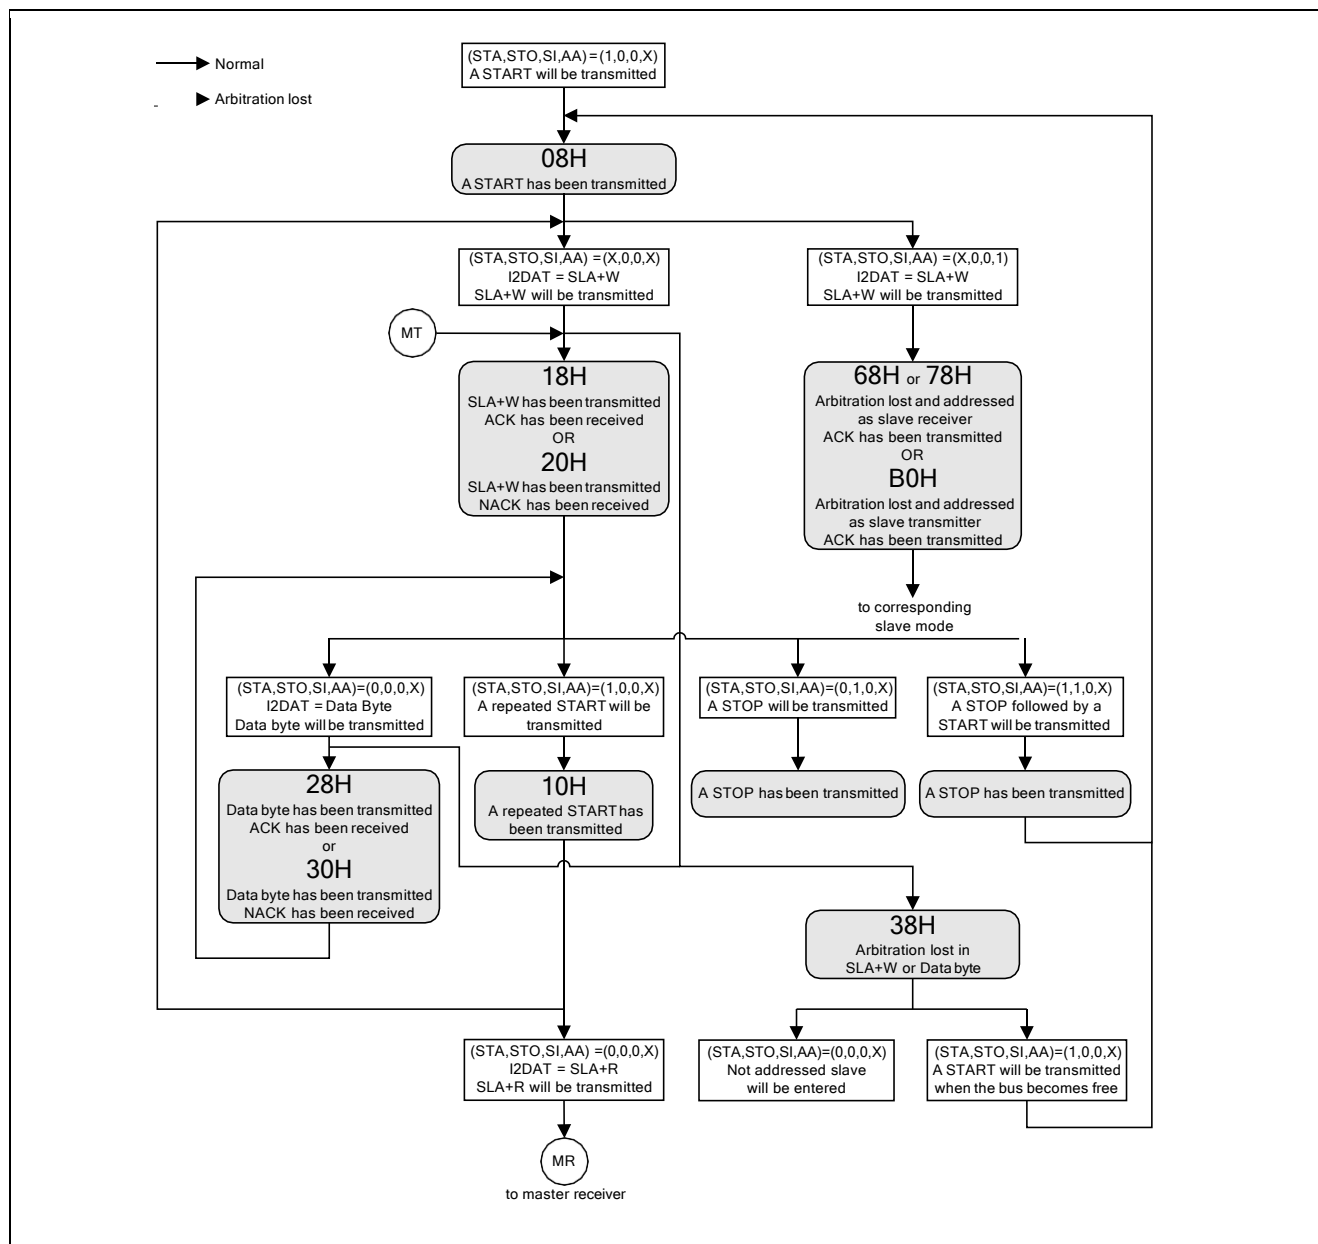 Normal
Arbitration lost
(STA,STO,SI,AA)=(1,0,0,X)
A START will be transmitted
08H
A START has been transmitted
(STA,STO,SI,AA)=(X,0,0,X)
I2DAT = SLA+W
SLA+W will be transmitted
(STA,STO,SI,AA)=(X,0,0,1)
I2DAT = SLA+W
SLA+W will be transmitted
MT
18H
SLA+W has been transmitted
ACK has been received
OR
20H
SLA+W has been transmitted
NACK has been received
68H or 78H
Arbitration lost and addressed
as slave receiver
ACK has been transmitted
OR
B0H
Arbitration lost and addressed
as slave transmitter
ACK has been transmitted
to corresponding
slave mode
(STA,STO,SI,AA)=(0,0,0,X)
I2DAT = Data Byte
Data byte will be transmitted
(STA,STO,SI,AA)=(1,0,0,X)
A repeated START will be
transmitted
(STA,STO,SI,AA)=(0,1,0,X)
A STOP will be transmitted
(STA,STO,SI,AA)=(1,1,0,X)
A STOP followed by a
START will be transmitted
28H
Data byte has been transmitted
ACK has been received
or
30H
Data byte has been transmitted
NACK has been received
10H
A repeated START has
been transmitted
A STOP has been transmitted
A STOP has been transmitted
38H
Arbitration lost in
SLA+W or Data byte
(STA,STO,SI,AA) =(0,0,0,X)
I2DAT = SLA+R
SLA+R will be transmitted
(STA,STO,SI,AA)=(0,0,0,X)
Not addressed slave
will be entered
(STA,STO,SI,AA)=(1,0,0,X)
A START will be transmitted
when the bus becomes free
MR
to master receiver